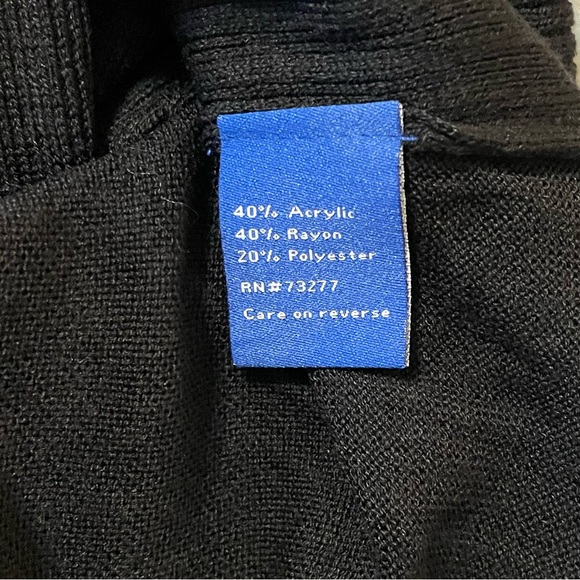 40% Acrylic
40% Rayon
20% Polyester
RN#73277
Care on reverse